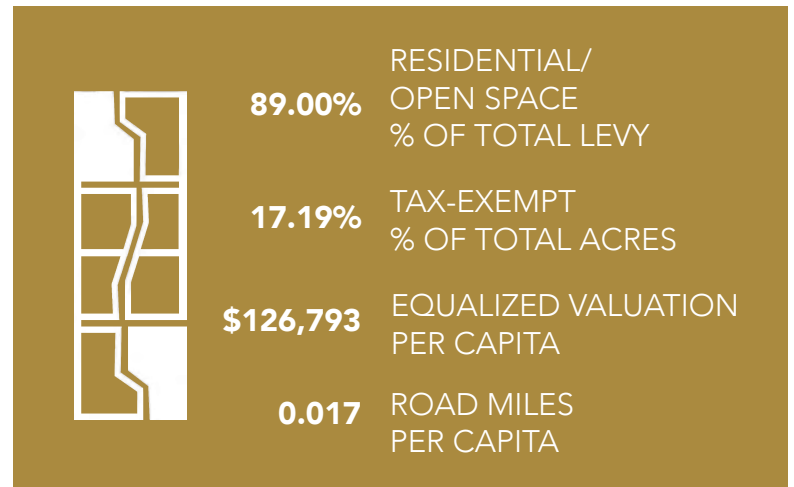 89.00%
RESIDENTIAL/
OPEN SPACE
% OF TOTAL LEVY
17.19%
TAX-EXEMPT
% OF TOTAL ACRES
$126,793
EQUALIZED VALUATION
PER CAPITA
0.017
ROAD MILES
PER CAPITA